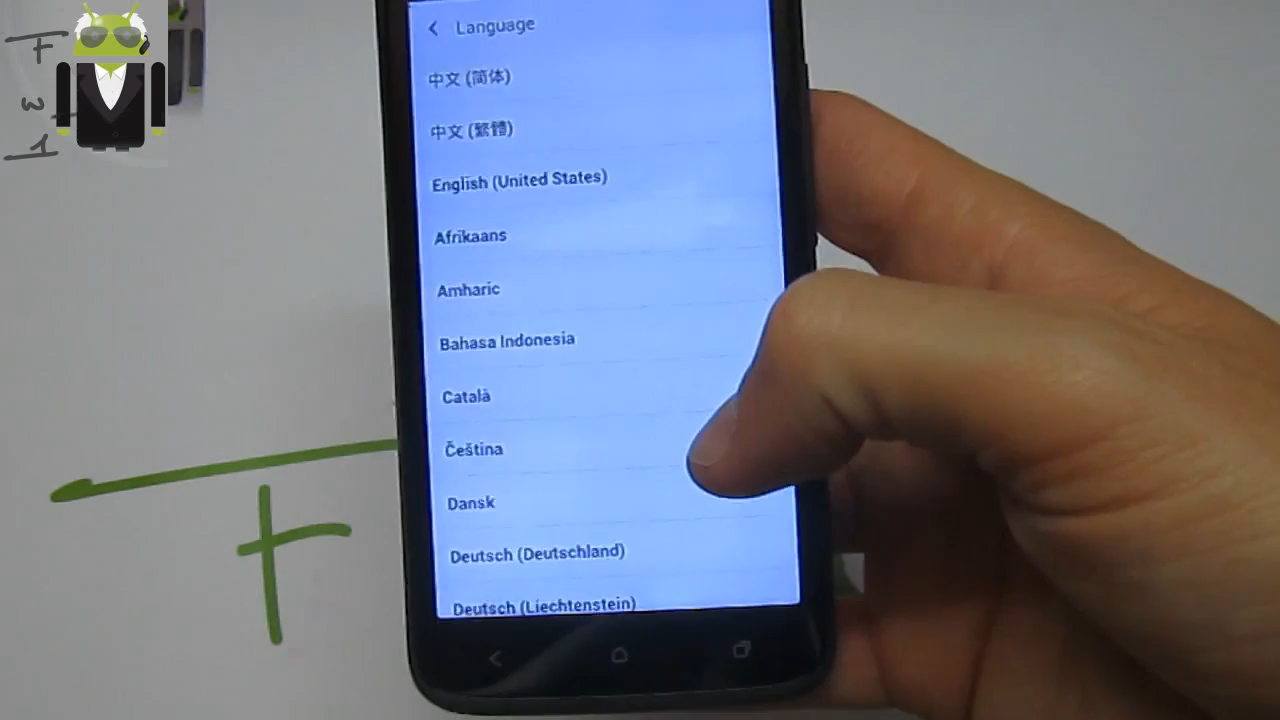 Language
中文 (简体)
中文 (繁體)
English (United States)
Afrikaans
Amharic
Bahasa Indonesia
Català
Čeština
Dansk
Deutsch (Deutschland)
Deutsch (Liechtenstein)
F